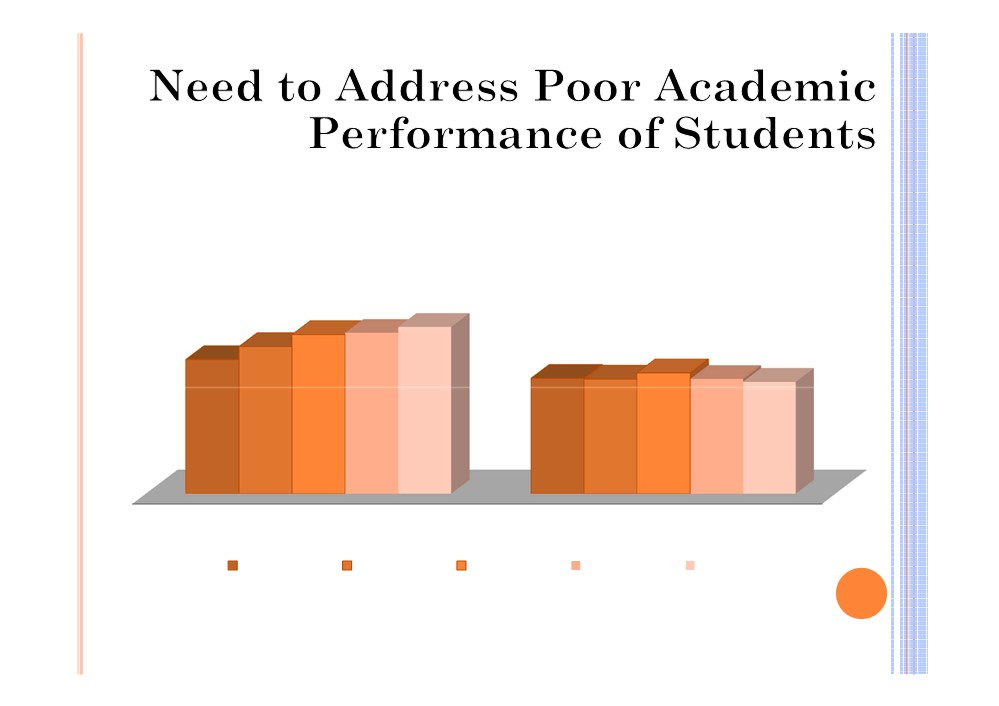 Need to Address Poor Academic
Performance of Students